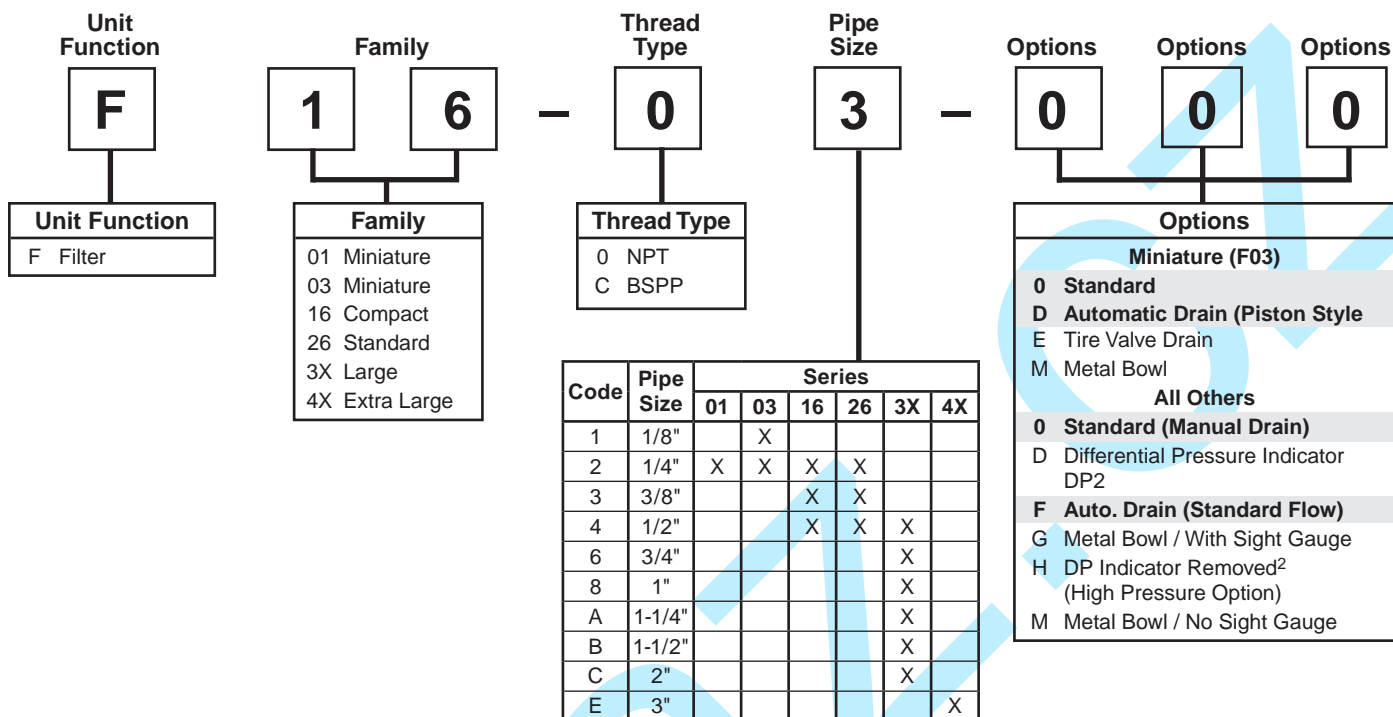 Unit Function
Family
Thread Type
Pipe Size
Options
Options
Options
F
1
6
–
0
3
–
0
0
0
Unit Function
F Filter
Family
01 Miniature
03 Miniature
16 Compact
26 Standard
3X Large
4X Extra Large
Thread Type
0 NPT
C BSPP
Code Pipe Size Series
01 03 16 26 3X 4X
1 1/8" X
2 1/4" X X X X
3 3/8" X X
4 1/2" X X X
6 3/4" X
8 1" X
A 1-1/4" X
B 1-1/2" X
C 2" X
E 3" X
Options
Miniature (F03)
0 Standard
D Automatic Drain (Piston Style
E Tire Valve Drain
M Metal Bowl
All Others
0 Standard (Manual Drain)
D Differential Pressure Indicator
DP2
F Auto. Drain (Standard Flow)
G Metal Bowl / With Sight Gauge
H DP Indicator Removed2
(High Pressure Option)
M Metal Bowl / No Sight Gauge